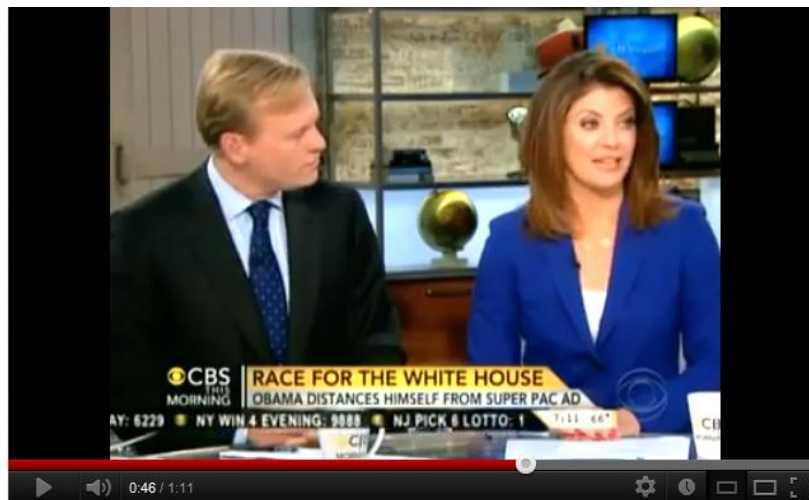 CBS
THIS
MORNING
RACE FOR THE WHITE HOUSE
OBAMA DISTANCES HIMSELF FROM SUPER PAC AD
AY: 6229 NY WIN 4 EVENING: 9888 NJ PICK 6 LOTTO: 1 7:11 66°
0:46 / 1:11